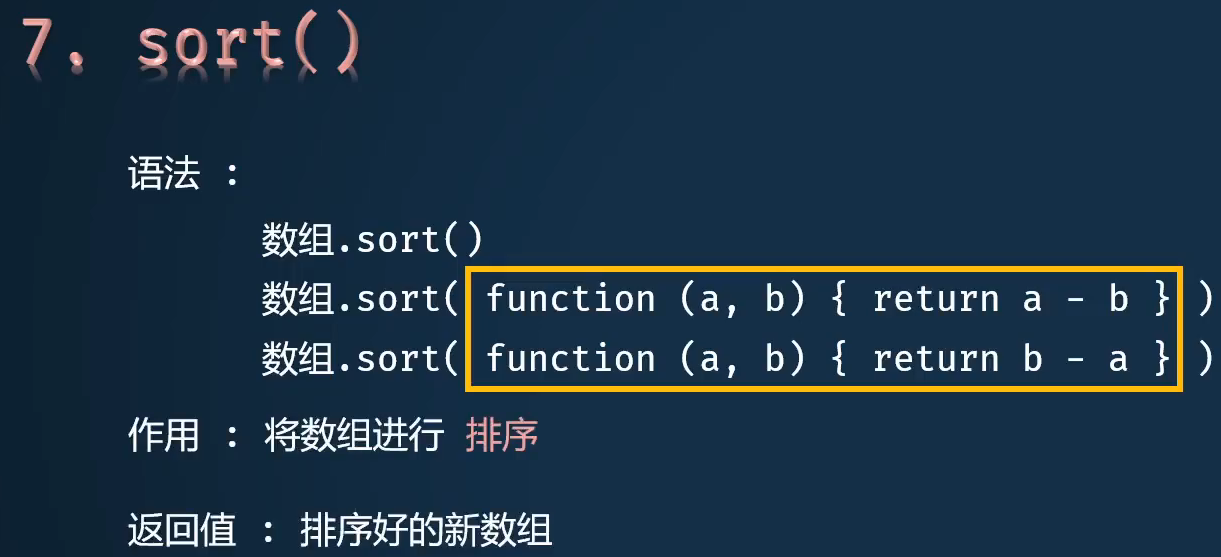 7. sort()
语法 :
数组.sort()
数组.sort( function (a, b) { return a - b } )
数组.sort( function (a, b) { return b - a } )
作用 : 将数组进行 排序
返回值 : 排序好的新数组